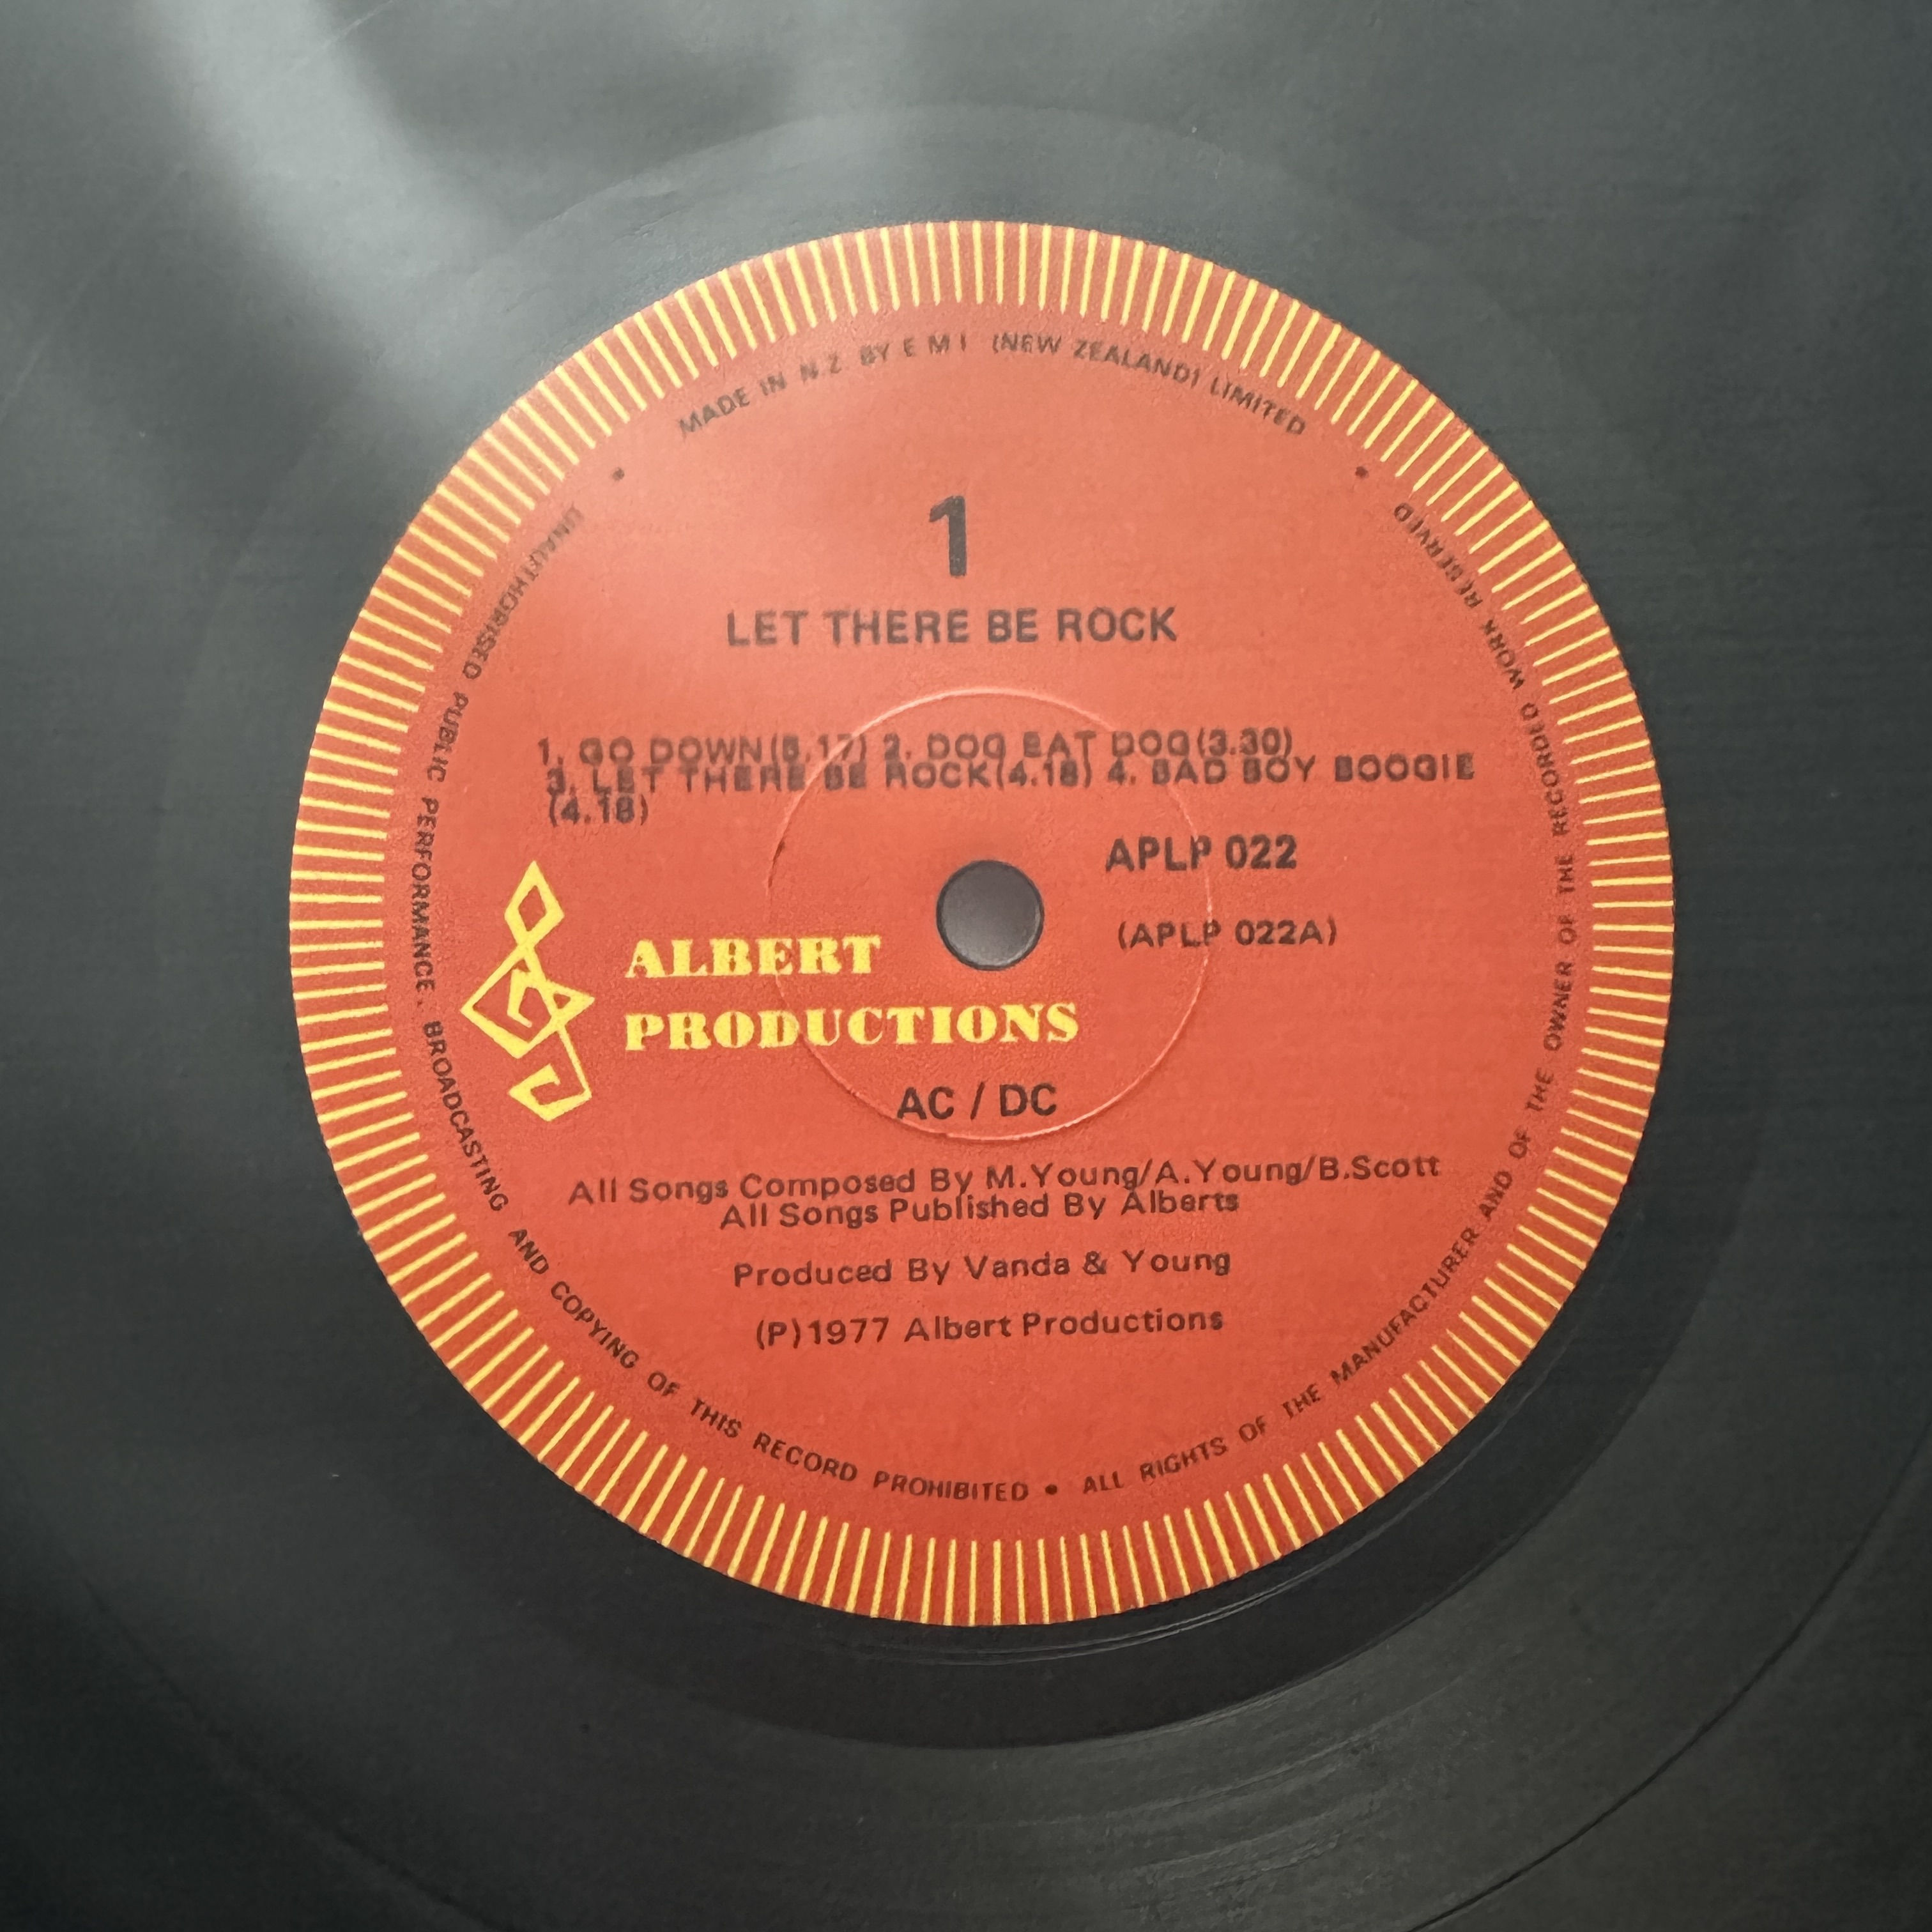 MADE IN N.Z. BY E M I (NEW ZEALAND) LIMITED
1
LET THERE BE ROCK
1. GO DOWN(5.17) 2. DOG EAT DOG(3.30)
3. LET THERE BE ROCK(4.18) 4. BAD BOY BOOGIE
(4.18)
APLP 022
(APLP 022A)
ALBERT
PRODUCTIONS
AC / DC
All Songs Composed By M.Young/A.Young/B.Scott
All Songs Published By Alberts
Produced By Vanda & Young
(P)1977 Albert Productions
UNAUTHORISED PUBLIC PERFORMANCE, BROADCASTING AND COPYING OF THIS RECORD PROHIBITED • ALL RIGHTS OF THE MANUFACTURER AND OF THE OWNER OF THE RECORDED WORK RESERVED